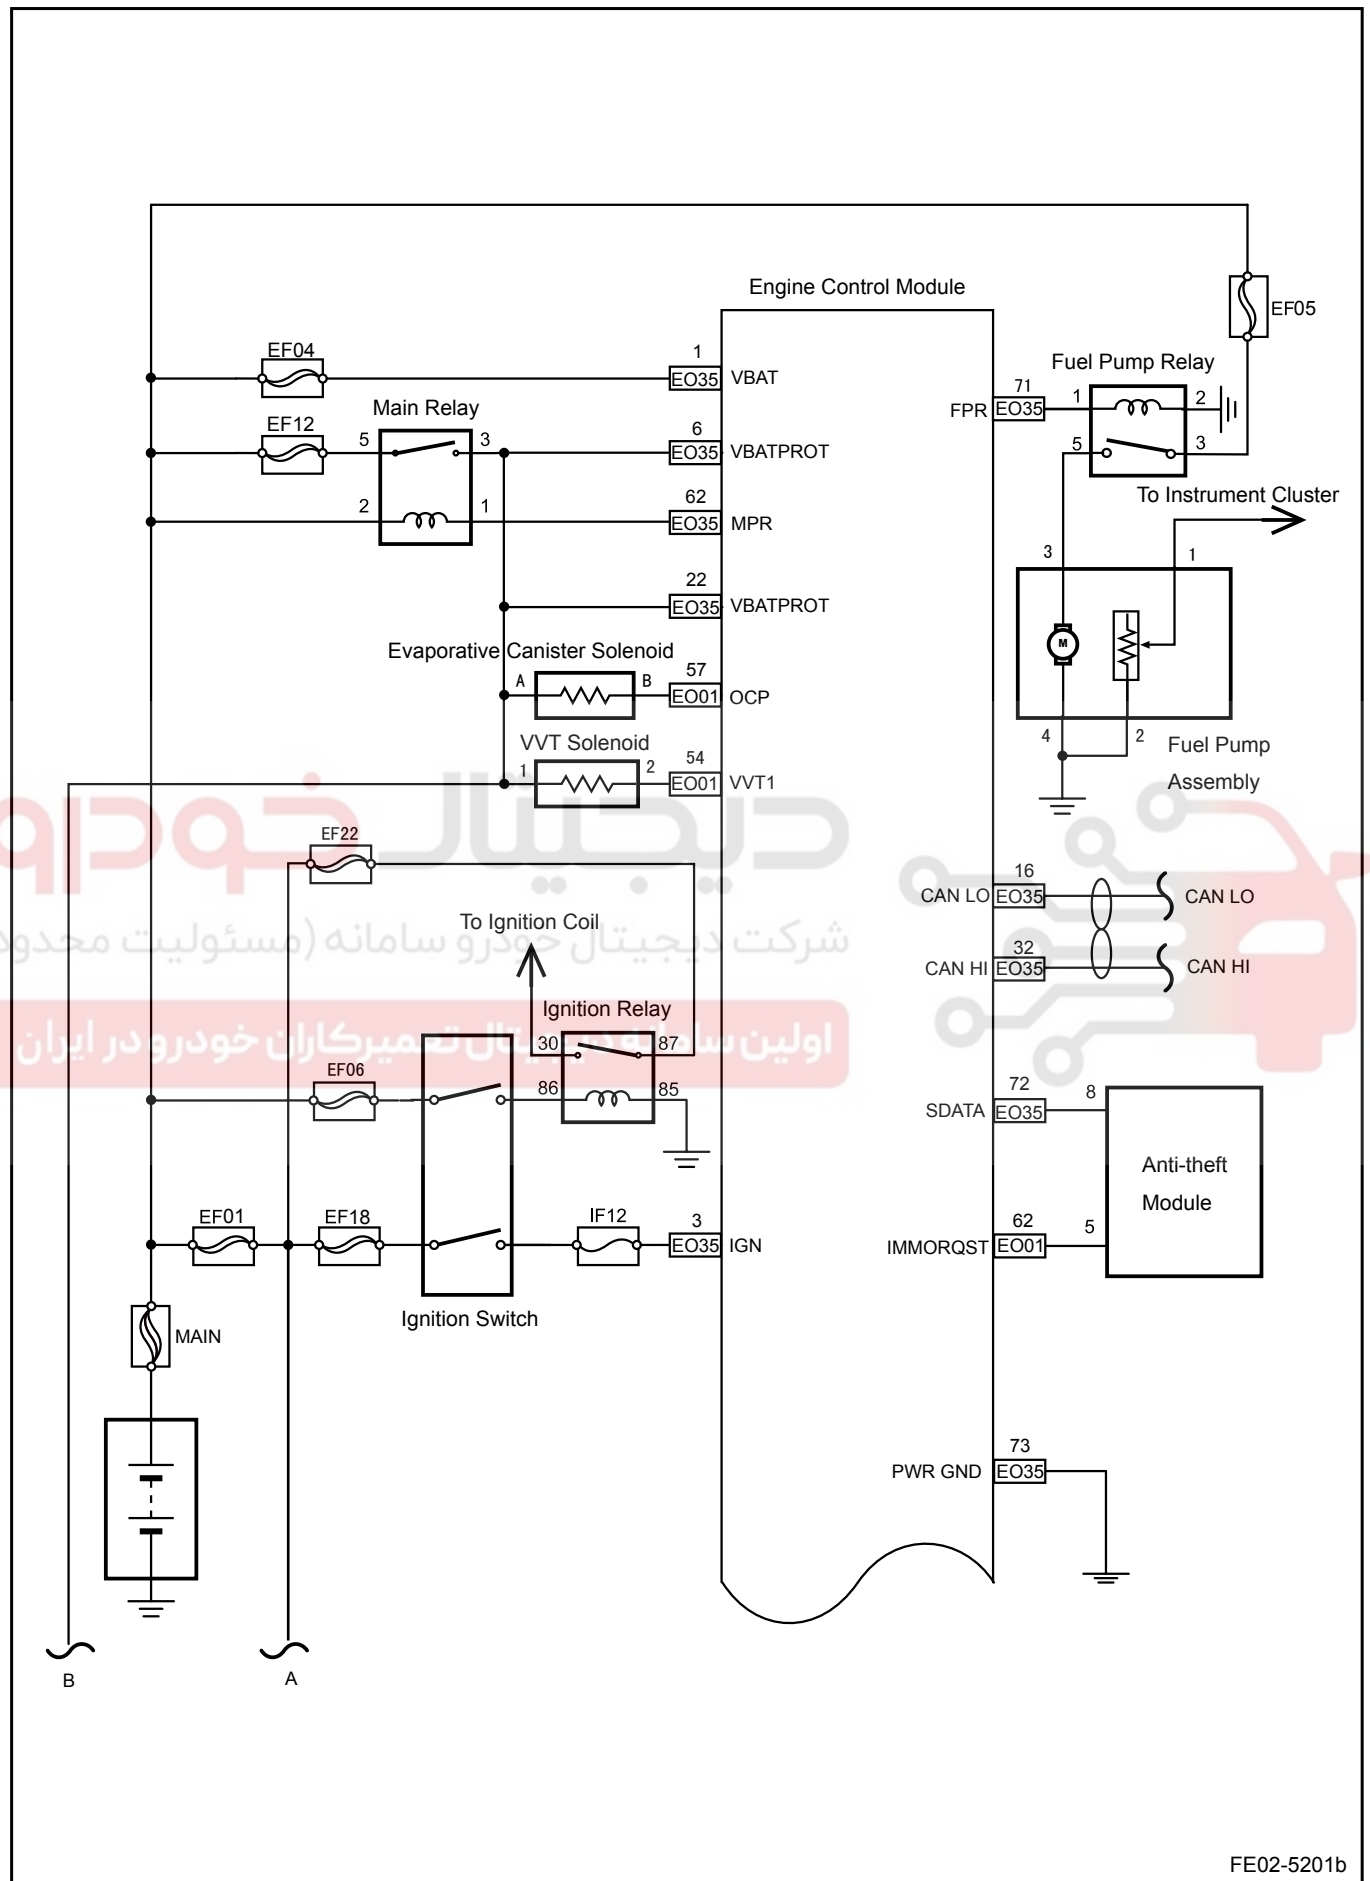 Engine Control Module
EF05
EF04
1
EO35 VBAT
Fuel Pump Relay
Main Relay
71
FPR EO35
1
2
EF12
5
3
6
EO35 VBATPROT
5
3
62
2
1
EO35 MPR
To Instrument Cluster
3
1
22
EO35 VBATPROT
M
Evaporative Canister Solenoid
57
A
B
EO01 OCP
VVT Solenoid
4
2
Fuel Pump
Assembly
54
1
2
EO01 VVT1
دیجیتال خودرو
EF22
16
CAN LO EO35
CAN LO
To Ignition Coil
شرکت دیجیتال خودرو سامانه (مسئولیت محدود
32
CAN HI EO35
CAN HI
Ignition Relay
اولین سامانه دیجیتال تعمیرکاران خودرو در ایران
30
87
EF06
86
85
72
8
SDATA EO35
Anti-theft
Module
EF01
EF18
IF12
3
EO35 IGN
62
5
IMMORQST EO01
Ignition Switch
MAIN
73
PWR GND EO35
B
A
FE02-5201b